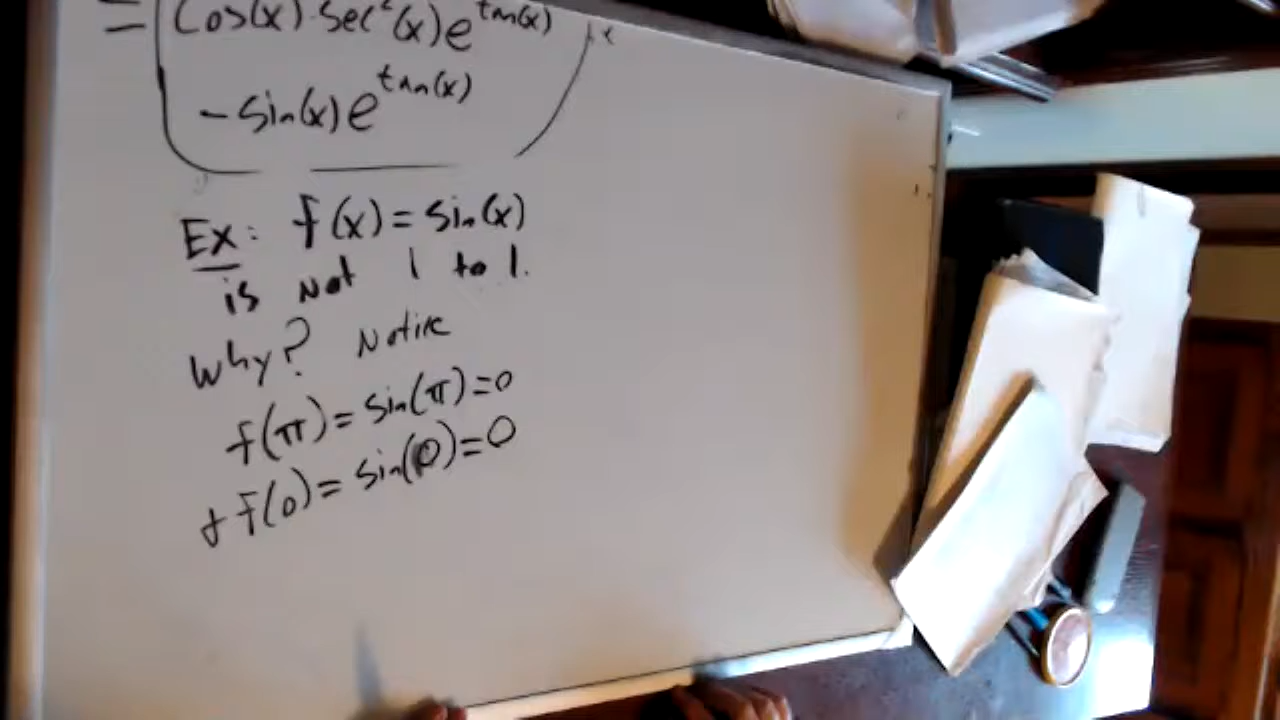 = cos(x)·sec²(x)e^tan(x)
-sin(x)e^tan(x)
Ex: f(x)=sin(x)
is not 1 to 1.
Why? Notice
f(π)=sin(π)=0
& f(0)=sin(0)=0